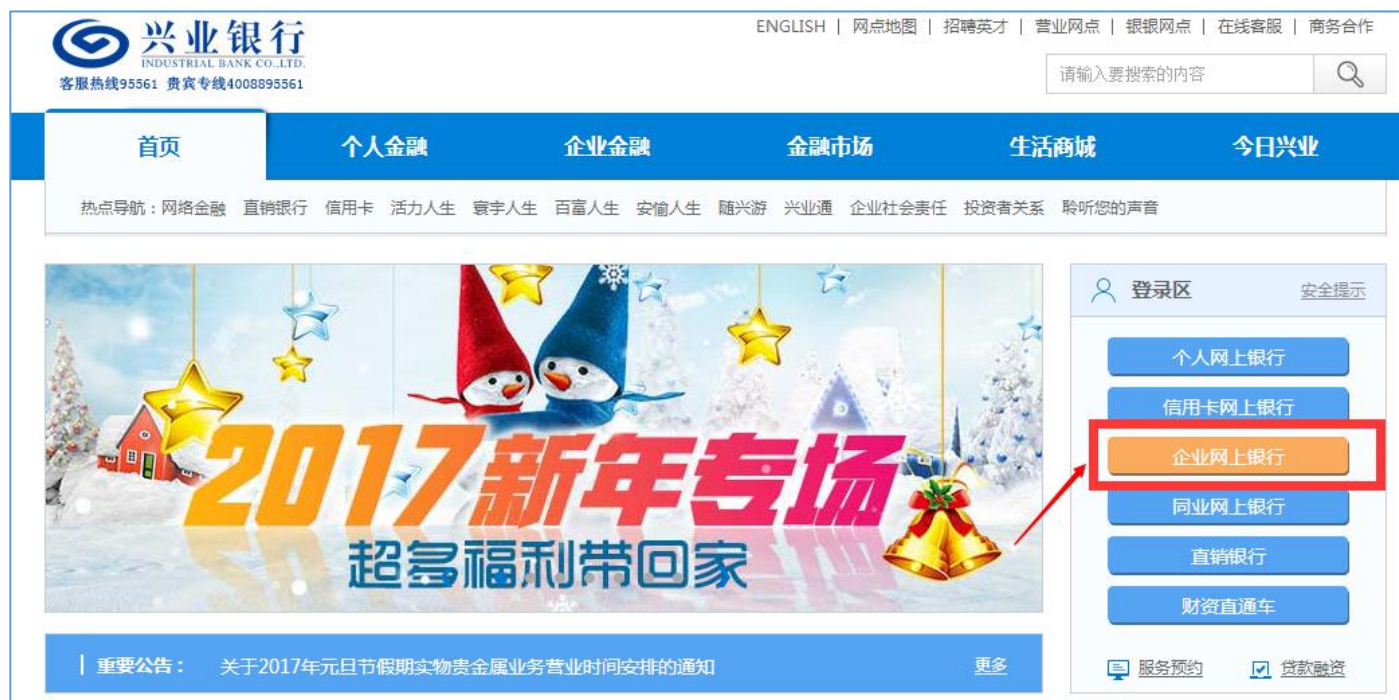 ENGLISH | 网点地图 | 招聘英才 | 营业网点 | 银银网点 | 在线客服 | 商务合作
兴业银行
INDUSTRIAL BANK CO.,LTD.
客服热线95561 贵宾专线4008895561
请输入要搜索的内容
首页 个人金融 企业金融 金融市场 生活商城 今日兴业
热点导航：网络金融 直销银行 信用卡 活力人生 寰宇人生 百富人生 安愉人生 随兴游 兴业通 企业社会责任 投资者关系 聆听您的声音
2017新年专场
超多福利带回家
登录区 安全提示
个人网上银行
信用卡网上银行
企业网上银行
同业网上银行
直销银行
财资直通车
重要公告： 关于2017年元旦节假期实物贵金属业务营业时间安排的通知 更多
服务预约 贷款融资